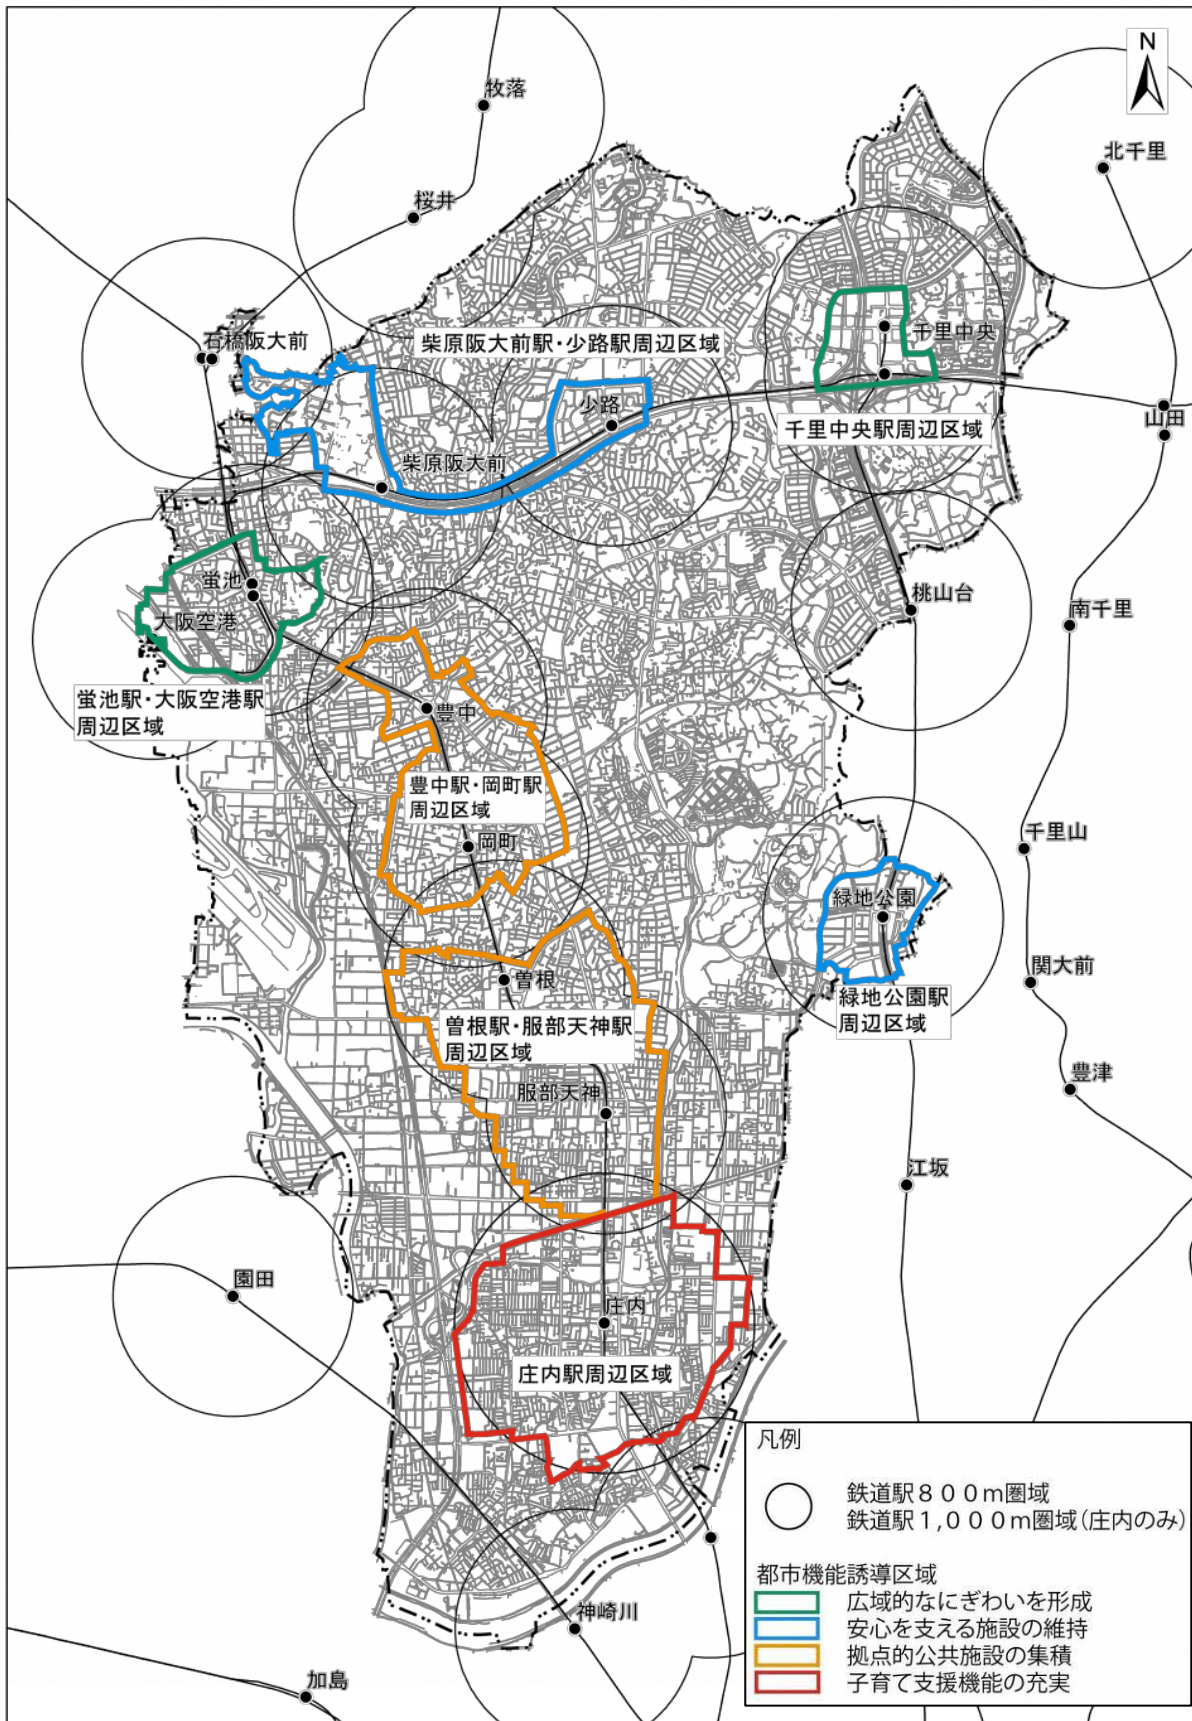 N
牧落
北千里
桜井
石橋阪大前
柴原阪大前駅・少路駅周辺区域
千里中央
少路
山田
千里中央駅周辺区域
柴原阪大前
蛍池
大阪空港
桃山台
南千里
蛍池駅・大阪空港駅
周辺区域
豊中
豊中駅・岡町駅
周辺区域
岡町
千里山
緑地公園
関大前
曽根
緑地公園駅
周辺区域
曽根駅・服部天神駅
周辺区域
豊津
服部天神
江坂
園田
庄内
庄内駅周辺区域
神崎川
加島
凡例
鉄道駅800m圏域
鉄道駅1,000m圏域(庄内のみ)
都市機能誘導区域
広域的なにぎわいを形成
安心を支える施設の維持
拠点的公共施設の集積
子育て支援機能の充実